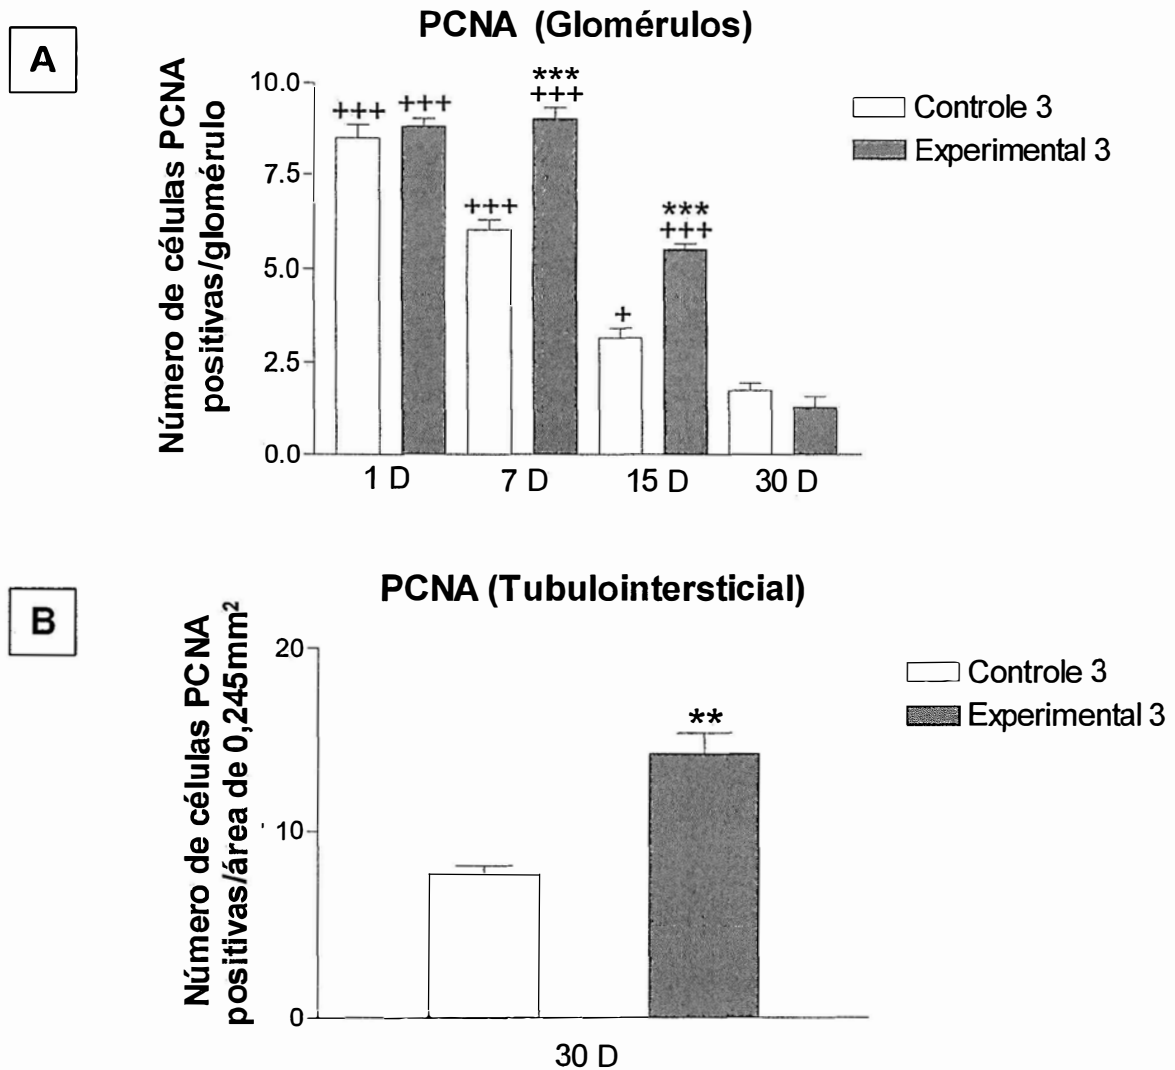 A
PCNA (Glomérulos)
Número de células PCNA
positivas/glomérulo
10.0
7.5
5.0
2.5
0.0
+++
+++
+++
***
+++
+
***
+++
1 D
7 D
15 D
30 D
Controle 3
Experimental 3
B
PCNA (Tubulointersticial)
Número de células PCNA
positivas/área de 0,245mm²
20
10
0
**
30 D
Controle 3
Experimental 3